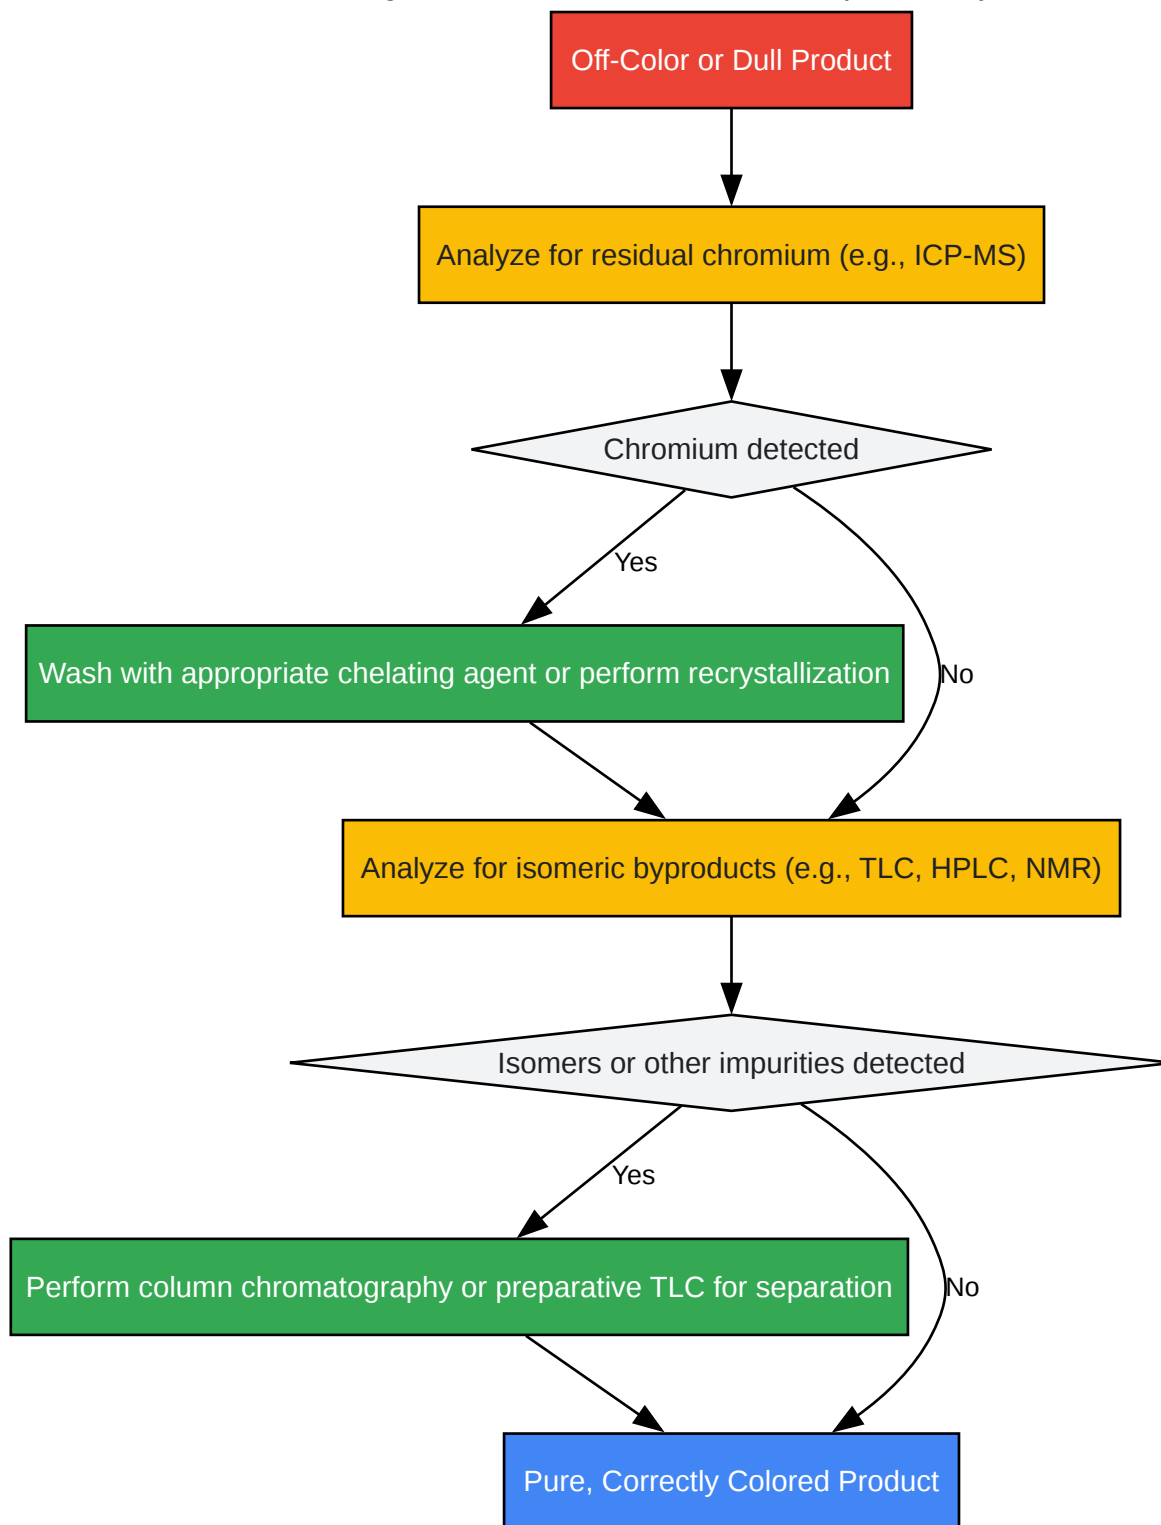 Off-Color or Dull Product
Analyze for residual chromium (e.g., ICP-MS)
Chromium detected
Yes
Wash with appropriate chelating agent or perform recrystallization
No
Analyze for isomeric byproducts (e.g., TLC, HPLC, NMR)
Isomers or other impurities detected
Yes
Perform column chromatography or preparative TLC for separation
No
Pure, Correctly Colored Product